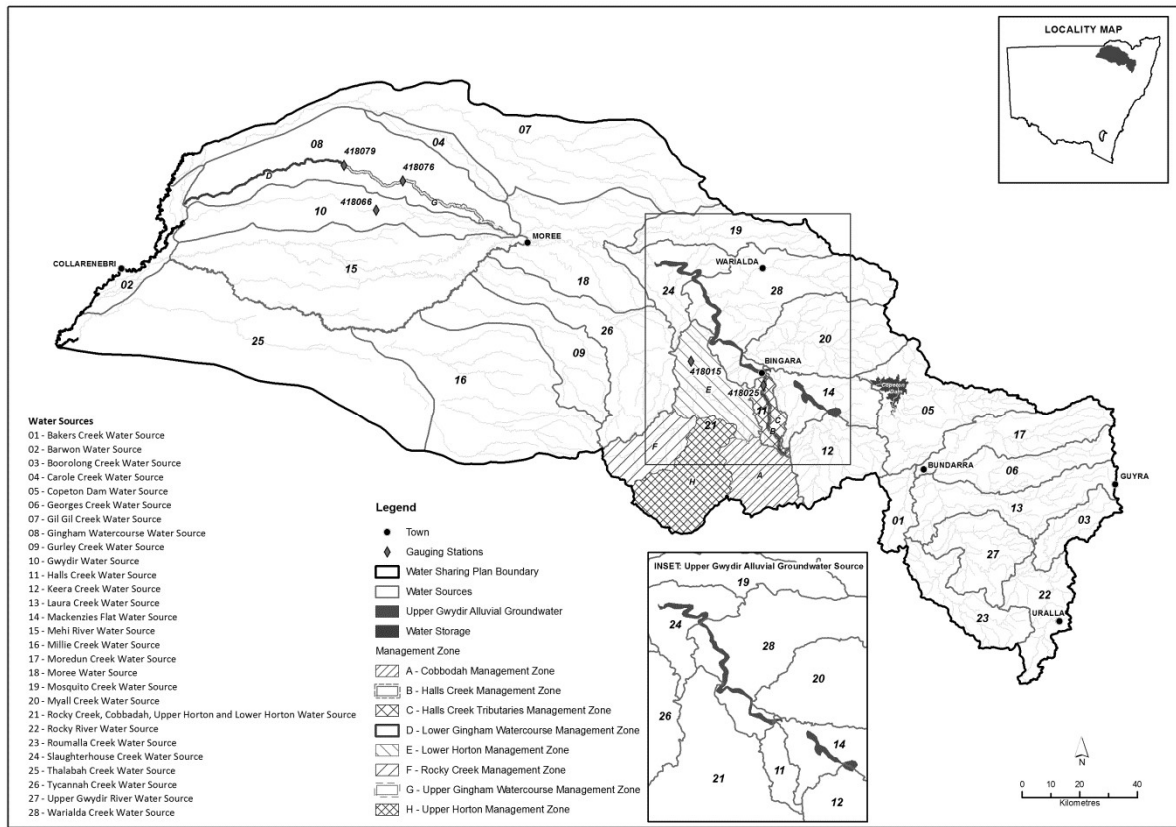 LOCALITY MAP
07
04
08
418079
418076
D
G
418066
10
MOREE
19
COLLARENEBRI
02
15
18
WARIALDA
24
28
26
20
25
09
BINGARA
418015
16
E
418025
11
C
B
14
05
21
F
12
17
BUNDARRA
06
GUYRA
A
H
01
13
03
27
22
23
URALLA
Water Sources
01 - Bakers Creek Water Source
02 - Barwon Water Source
03 - Boorolong Creek Water Source
04 - Carole Creek Water Source
05 - Copeton Dam Water Source
06 - Georges Creek Water Source
07 - Gil Gil Creek Water Source
08 - Gingham Watercourse Water Source
09 - Gurley Creek Water Source
10 - Gwydir Water Source
11 - Halls Creek Water Source
12 - Keera Creek Water Source
13 - Laura Creek Water Source
14 - Mackenzies Flat Water Source
15 - Mehi River Water Source
16 - Millie Creek Water Source
17 - Moredun Creek Water Source
18 - Moree Water Source
19 - Mosquito Creek Water Source
20 - Myall Creek Water Source
21 - Rocky Creek, Cobbadah, Upper Horton and Lower Horton Water Source
22 - Rocky River Water Source
23 - Roumalla Creek Water Source
24 - Slaughterhouse Creek Water Source
25 - Thalabah Creek Water Source
26 - Tycannah Creek Water Source
27 - Upper Gwydir River Water Source
28 - Warialda Creek Water Source
Legend
Town
Gauging Stations
Water Sharing Plan Boundary
Water Sources
Upper Gwydir Alluvial Groundwater
Water Storage
Management Zone
A - Cobbodah Management Zone
B - Halls Creek Management Zone
C - Halls Creek Tributaries Management Zone
D - Lower Gingham Watercourse Management Zone
E - Lower Horton Management Zone
F - Rocky Creek Management Zone
G - Upper Gingham Watercourse Management Zone
H - Upper Horton Management Zone
INSET: Upper Gwydir Alluvial Groundwater Source
19
24
28
20
26
14
21
11
12
N
0 20 40
Kilometres